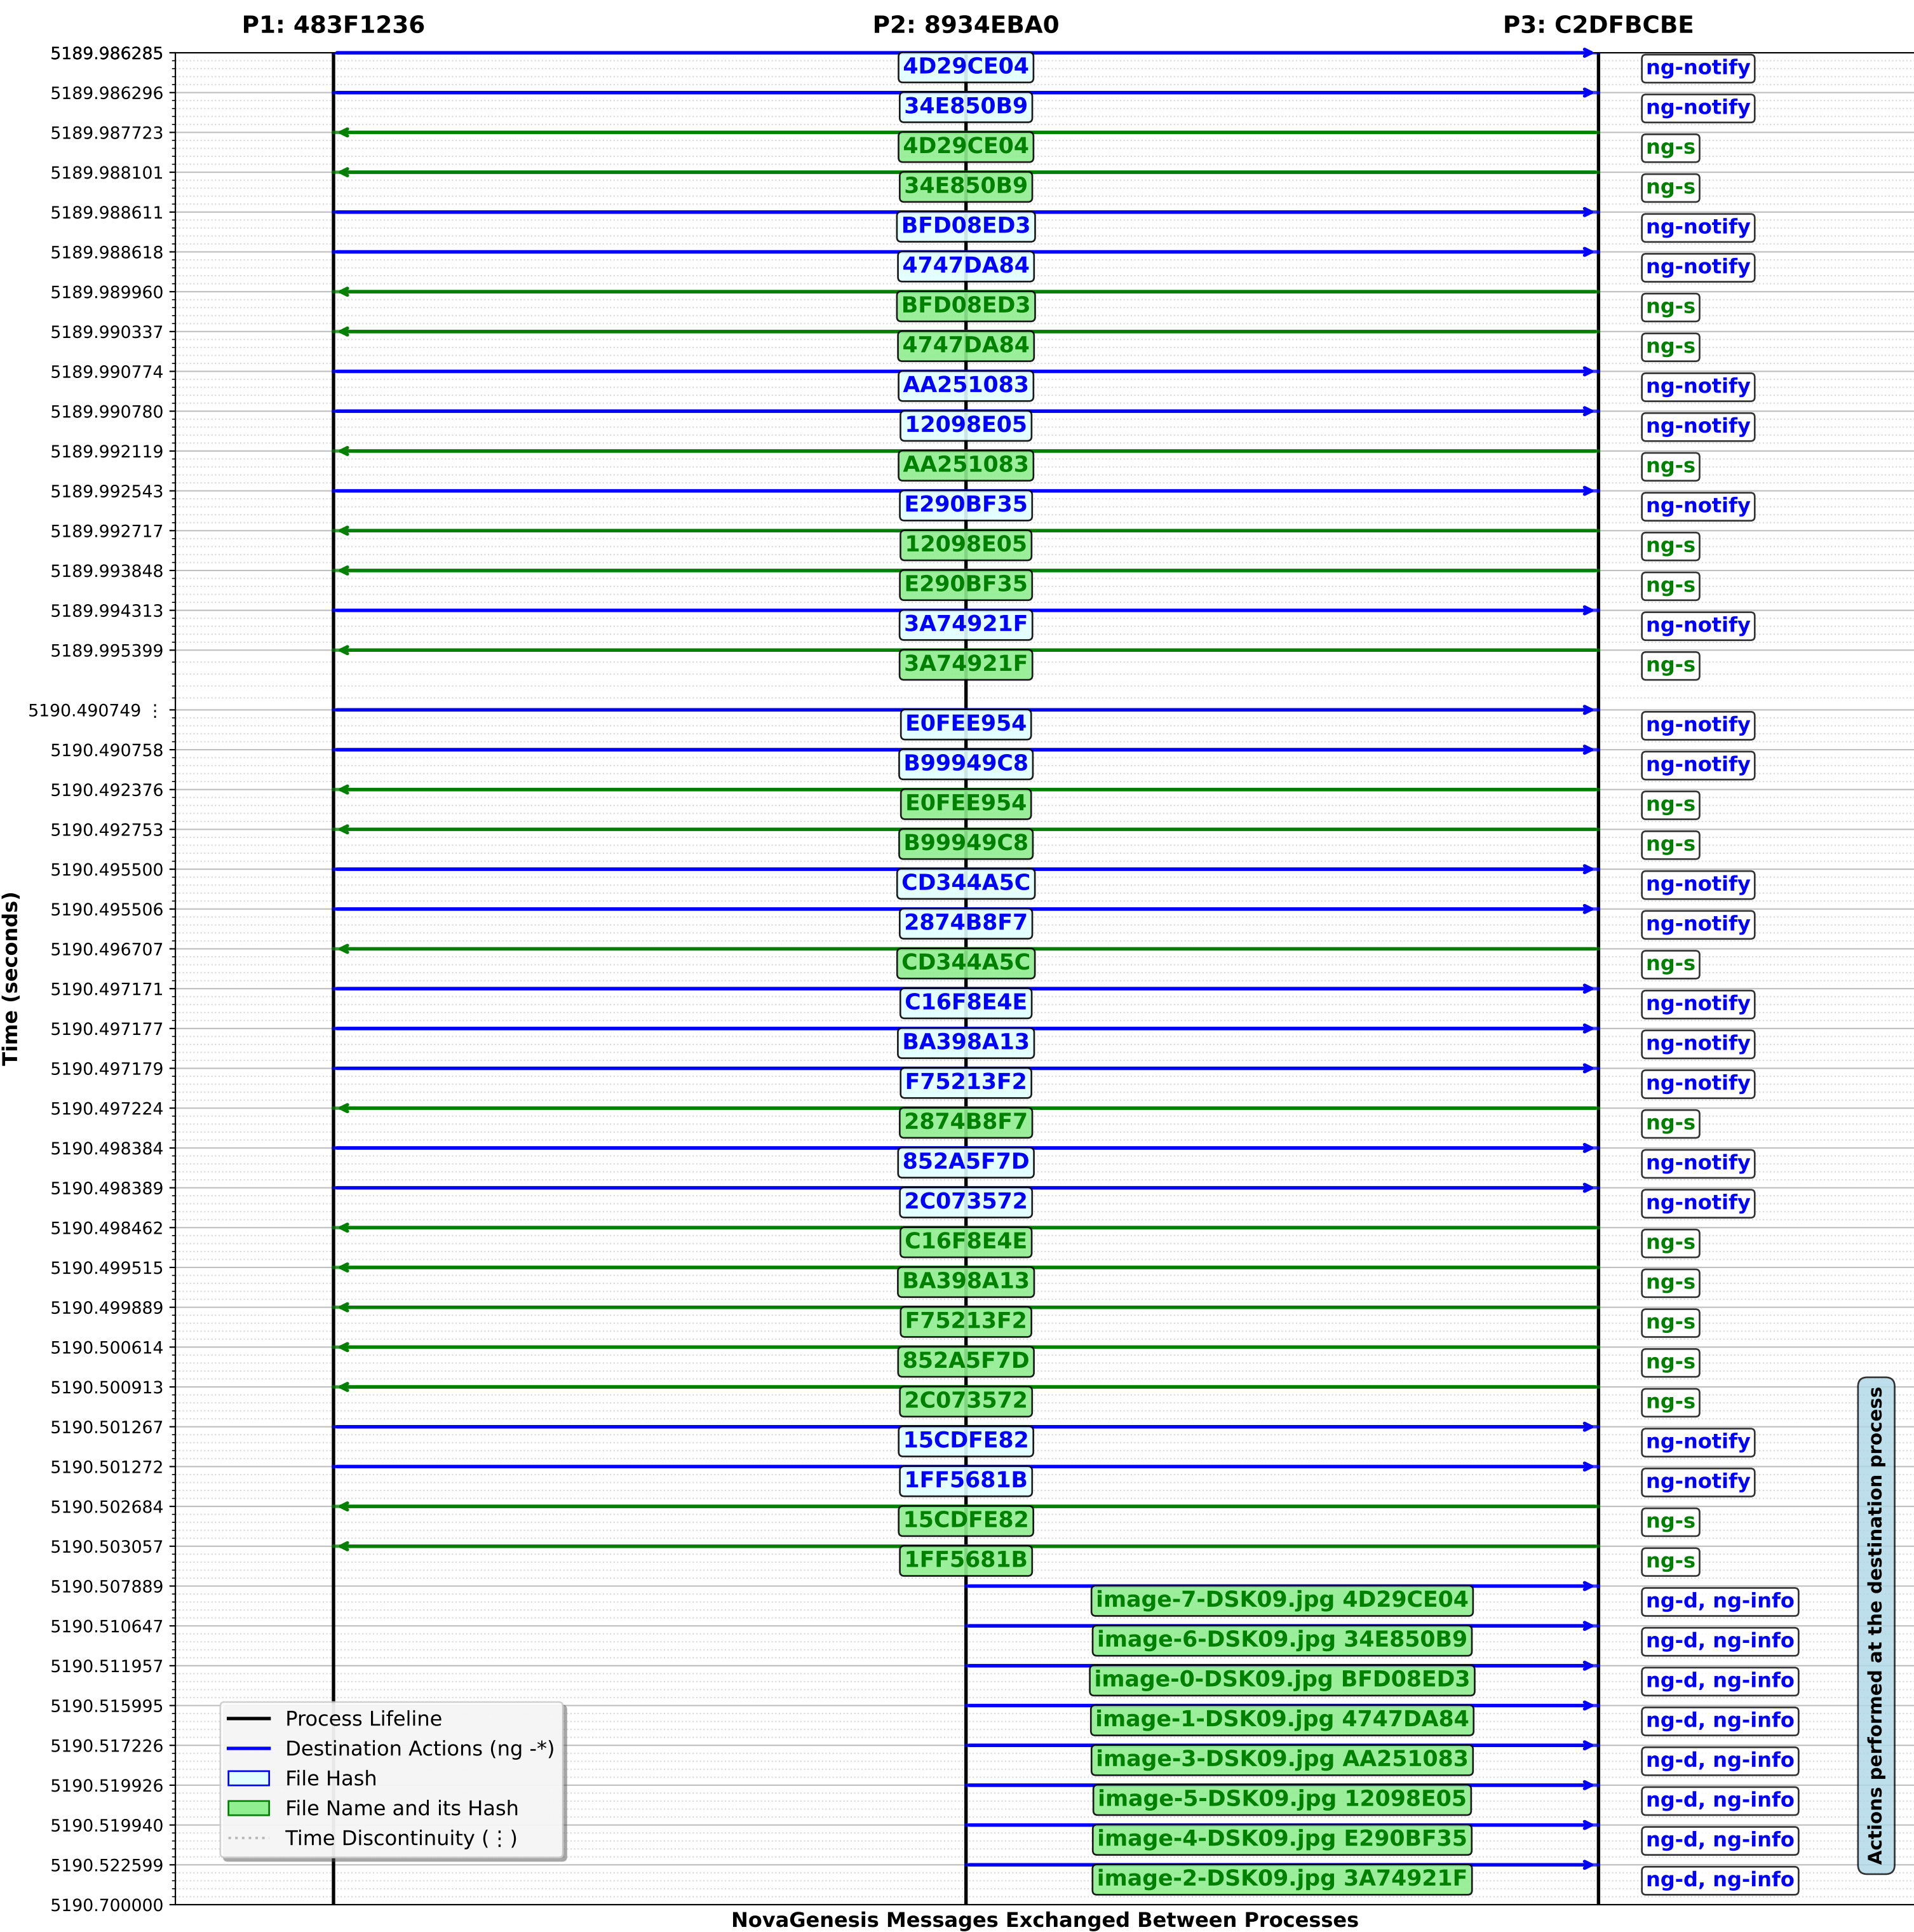 P1: 483F1236 P2: 8934EBA0 P3: C2DFBCBE
5189.986285 4D29CE04 ng-notify
5189.986296 34E850B9 ng-notify
5189.987723 4D29CE04 ng-s
5189.988101 34E850B9 ng-s
5189.988611 BFD08ED3 ng-notify
5189.988618 4747DA84 ng-notify
5189.989960 BFD08ED3 ng-s
5189.990337 4747DA84 ng-s
5189.990774 AA251083 ng-notify
5189.990780 12098E05 ng-notify
5189.992119 AA251083 ng-s
5189.992543 E290BF35 ng-notify
5189.992717 12098E05 ng-s
5189.993848 E290BF35 ng-s
5189.994313 3A74921F ng-notify
5189.995399 3A74921F ng-s
5190.490749 ⋮ E0FEE954 ng-notify
5190.490758 B99949C8 ng-notify
5190.492376 E0FEE954 ng-s
5190.492753 B99949C8 ng-s
5190.495500 CD344A5C ng-notify
5190.495506 2874B8F7 ng-notify
5190.496707 CD344A5C ng-s
5190.497171 C16F8E4E ng-notify
5190.497177 BA398A13 ng-notify
5190.497179 F75213F2 ng-notify
5190.497224 2874B8F7 ng-s
5190.498384 852A5F7D ng-notify
5190.498389 2C073572 ng-notify
5190.498462 C16F8E4E ng-s
5190.499515 BA398A13 ng-s
5190.499889 F75213F2 ng-s
5190.500614 852A5F7D ng-s
5190.500913 2C073572 ng-s
5190.501267 15CDFE82 ng-notify
5190.501272 1FF5681B ng-notify
5190.502684 15CDFE82 ng-s
5190.503057 1FF5681B ng-s
5190.507889 image-7-DSK09.jpg 4D29CE04 ng-d, ng-info
5190.510647 image-6-DSK09.jpg 34E850B9 ng-d, ng-info
5190.511957 image-0-DSK09.jpg BFD08ED3 ng-d, ng-info
5190.515995 image-1-DSK09.jpg 4747DA84 ng-d, ng-info
5190.517226 image-3-DSK09.jpg AA251083 ng-d, ng-info
5190.519926 image-5-DSK09.jpg 12098E05 ng-d, ng-info
5190.519940 image-4-DSK09.jpg E290BF35 ng-d, ng-info
5190.522599 image-2-DSK09.jpg 3A74921F ng-d, ng-info
5190.700000
Process Lifeline
Destination Actions (ng -*)
File Hash
File Name and its Hash
Time Discontinuity (⋮)
Time (seconds)
Actions performed at the destination process
NovaGenesis Messages Exchanged Between Processes